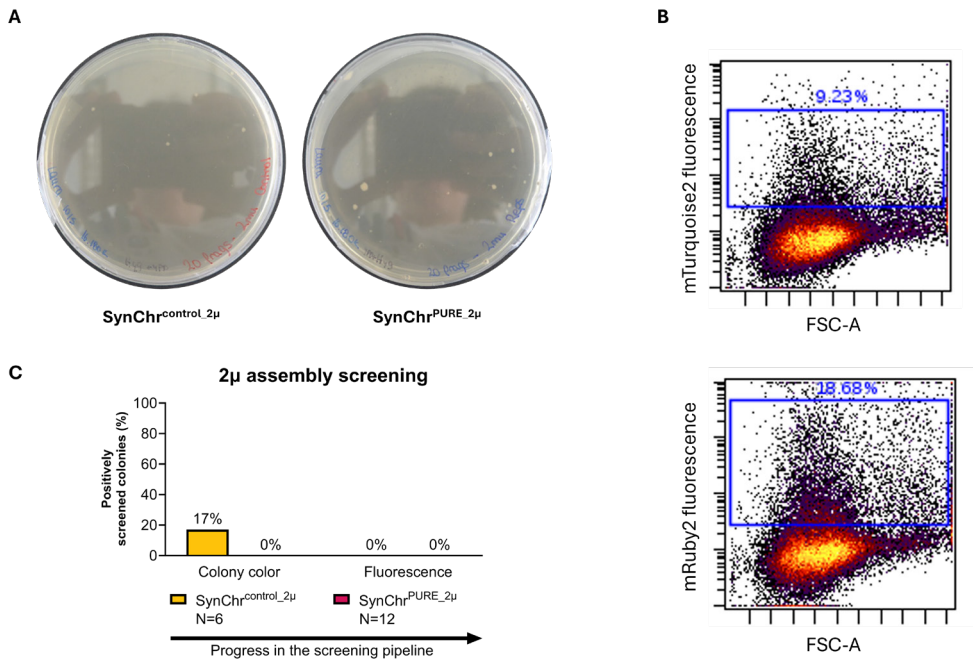 A
B
SynChrcontrol_2µ
SynChrPURE_2µ
9.23%
mTurquoise2 fluorescence
FSC-A
18.68%
mRuby2 fluorescence
FSC-A
C
2µ assembly screening
Positively
screened colonies (%)
100
80
60
40
20
0
17%
0%
0%
0%
Colony color
Fluorescence
SynChrcontrol_2µ
N=6
SynChrPURE_2µ
N=12
Progress in the screening pipeline